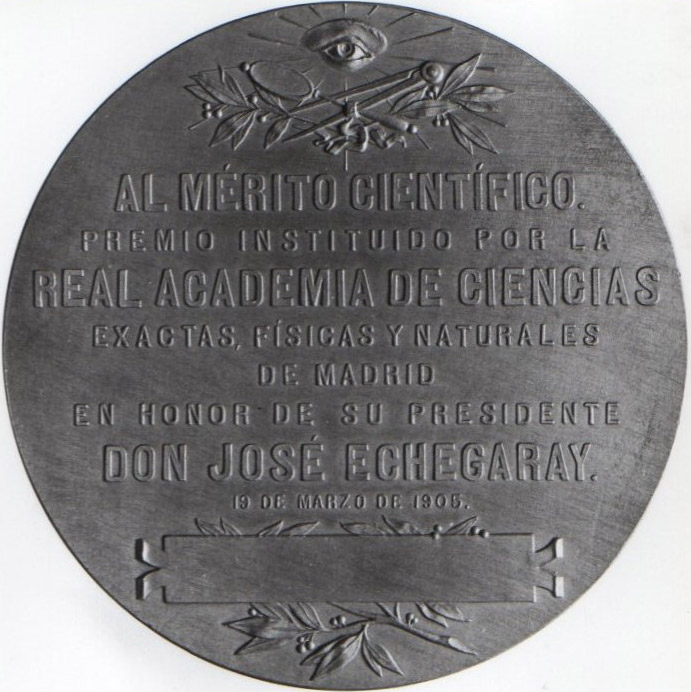 AL MÉRITO CIENTÍFICO.
PREMIO INSTITUIDO POR LA
REAL ACADEMIA DE CIENCIAS
EXACTAS, FÍSICAS Y NATURALES
DE MADRID
EN HONOR DE SU PRESIDENTE
DON JOSÉ ECHEGARAY.
19 DE MARZO DE 1905.